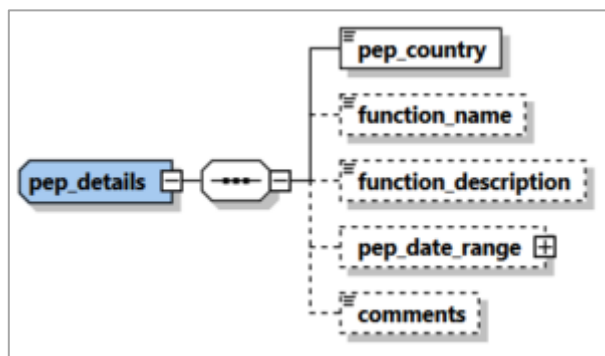 pep_country
function_name
pep_details
function_description
pep_date_range
comments